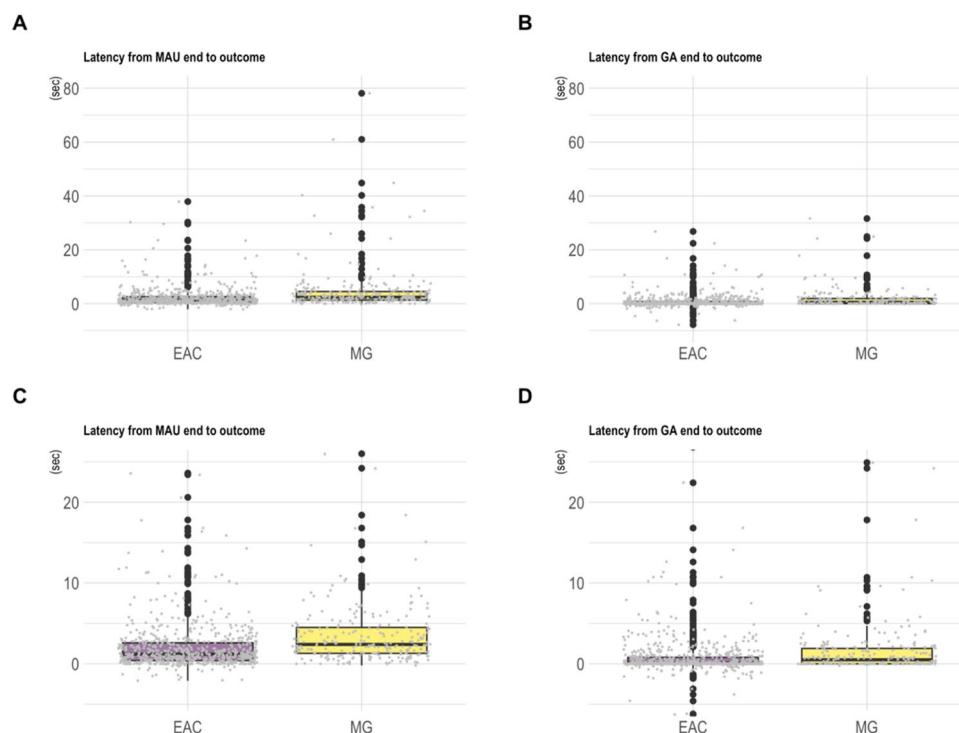 A
Latency from MAU end to outcome
(sec)
80
60
40
20
0
EAC MG
B
Latency from GA end to outcome
(sec)
80
60
40
20
0
EAC MG
C
Latency from MAU end to outcome
(sec)
20
10
0
EAC MG
D
Latency from GA end to outcome
(sec)
20
10
0
EAC MG